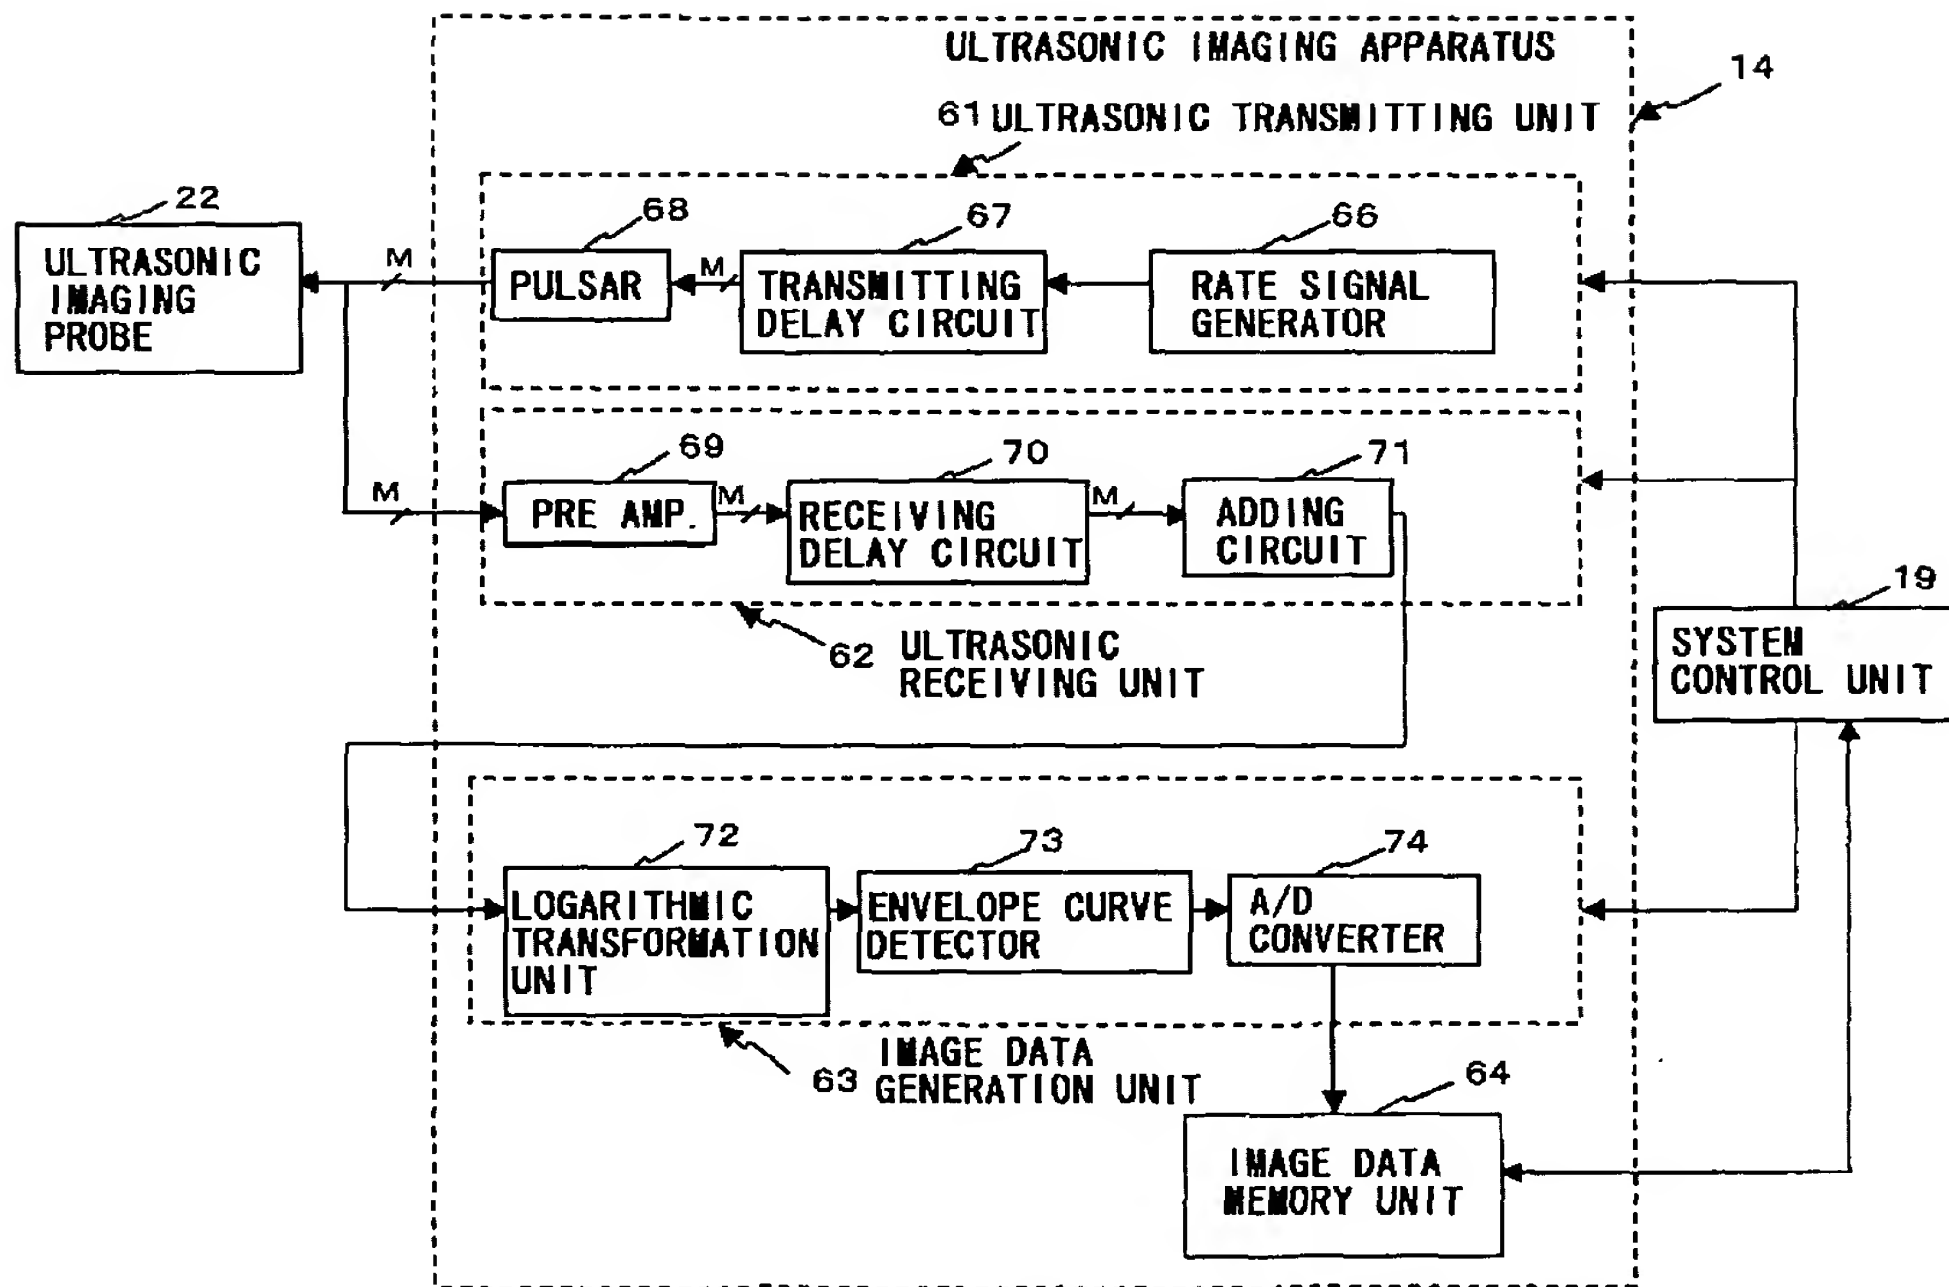 ULTRASONIC IMAGING APPARATUS
14
61 ULTRASONIC TRANSMITTING UNIT
22
ULTRASONIC
IMAGING
PROBE
M
68
PULSAR
M
67
TRANSMITTING
DELAY CIRCUIT
66
RATE SIGNAL
GENERATOR
M
69
PRE AMP.
M
70
RECEIVING
DELAY CIRCUIT
M
71
ADDING
CIRCUIT
62 ULTRASONIC
RECEIVING UNIT
19
SYSTEM
CONTROL UNIT
72
LOGARITHMIC
TRANSFORMATION
UNIT
73
ENVELOPE CURVE
DETECTOR
74
A/D
CONVERTER
63 IMAGE DATA
GENERATION UNIT
64
IMAGE DATA
MEMORY UNIT